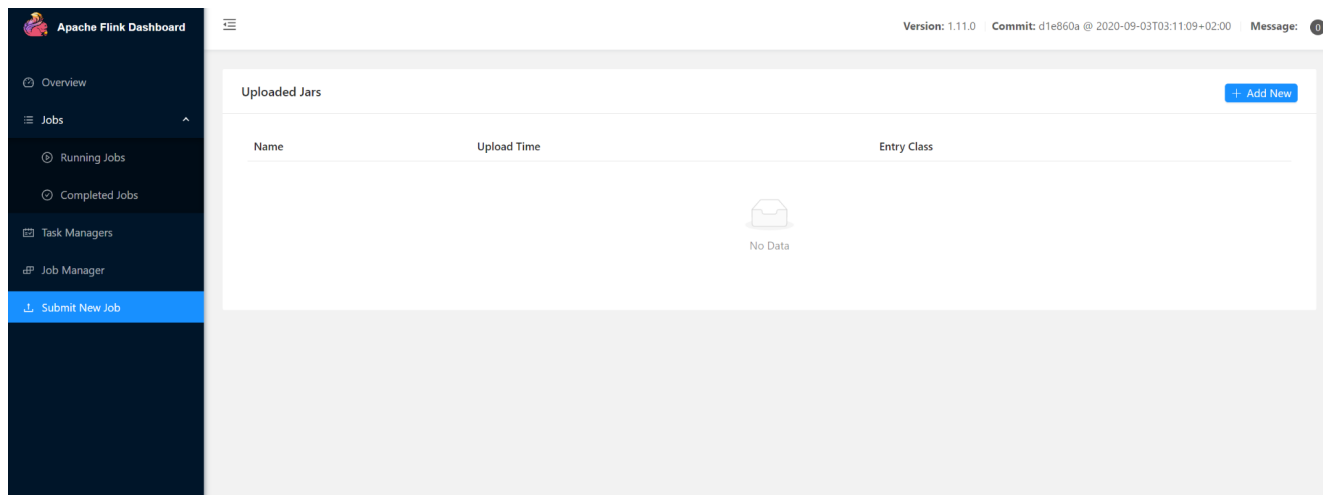 Apache Flink Dashboard
Version: 1.11.0 Commit: d1e860a @ 2020-09-03T03:11:09+02:00 Message: 0
Overview
Jobs
Running Jobs
Completed Jobs
Task Managers
Job Manager
Submit New Job
Uploaded Jars
+ Add New
Name Upload Time Entry Class
No Data